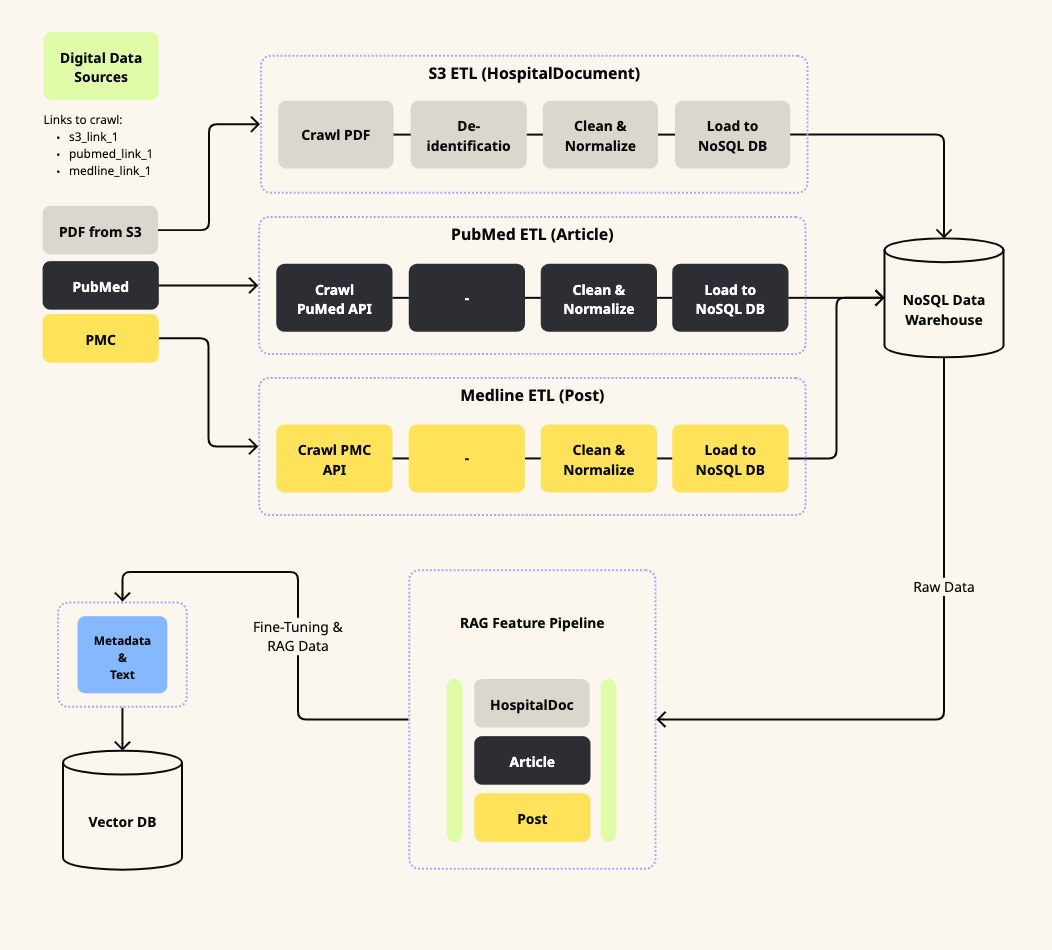 Digital Data
Sources
Links to crawl:
• s3_link_1
• pubmed_link_1
• medline_link_1
PDF from S3
PubMed
PMC
S3 ETL (HospitalDocument)
Crawl PDF
De-
identificatio
Clean &
Normalize
Load to
NoSQL DB
PubMed ETL (Article)
Crawl
PuMed API
-
Clean &
Normalize
Load to
NoSQL DB
Medline ETL (Post)
Crawl PMC
API
-
Clean &
Normalize
Load to
NoSQL DB
NoSQL Data
Warehouse
Raw Data
RAG Feature Pipeline
HospitalDoc
Article
Post
Fine-Tuning &
RAG Data
Metadata
&
Text
Vector DB